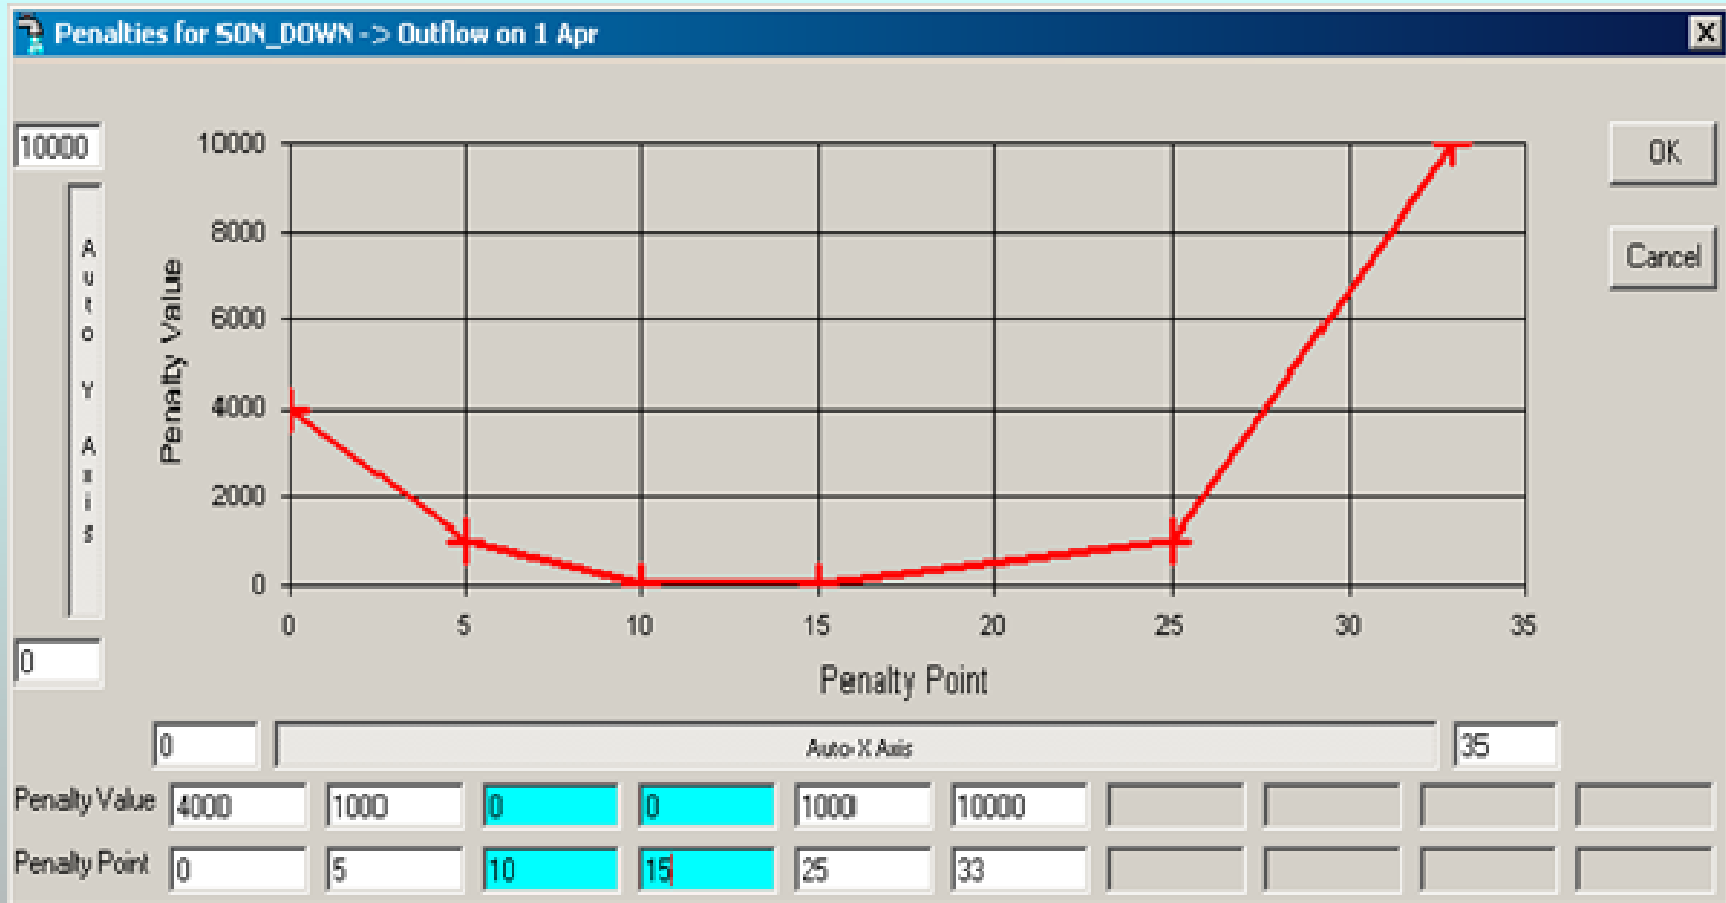 Penalties for SON_DOWN -> Outflow on 1 Apr
X
10000
Auto Y Axis
0
Penalty Value
10000
8000
6000
4000
2000
0
0 5 10 15 20 25 30 35
Penalty Point
OK
Cancel
0 Auto-X Axis 35
Penalty Value 4000 1000 0 0 1000 10000
Penalty Point 0 5 10 15 25 33